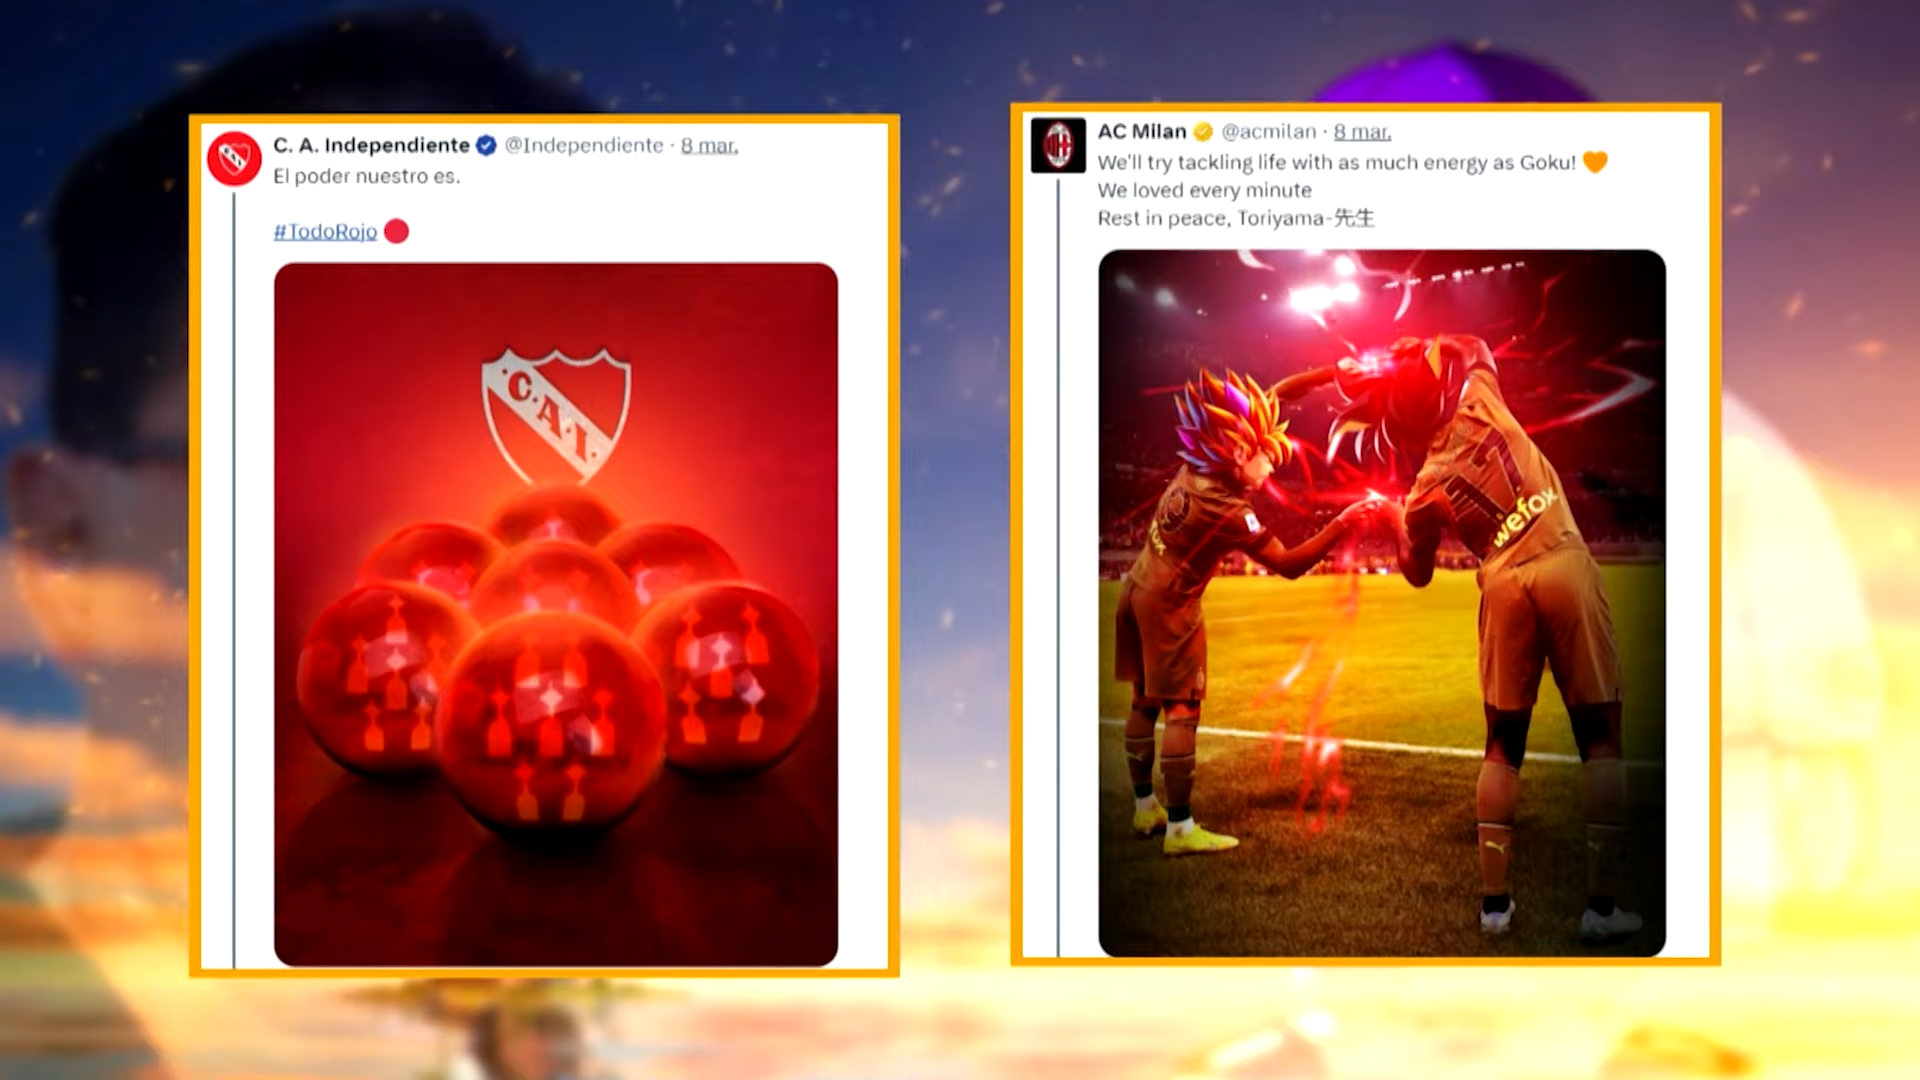 C. A. Independiente @Independiente · 8 mar.
El poder nuestro es.
#TodoRojo
C.A.I.
AC Milan @acmilan · 8 mar.
We'll try tackling life with as much energy as Goku! 🧡
We loved every minute
Rest in peace, Toriyama-先生
7
wefox